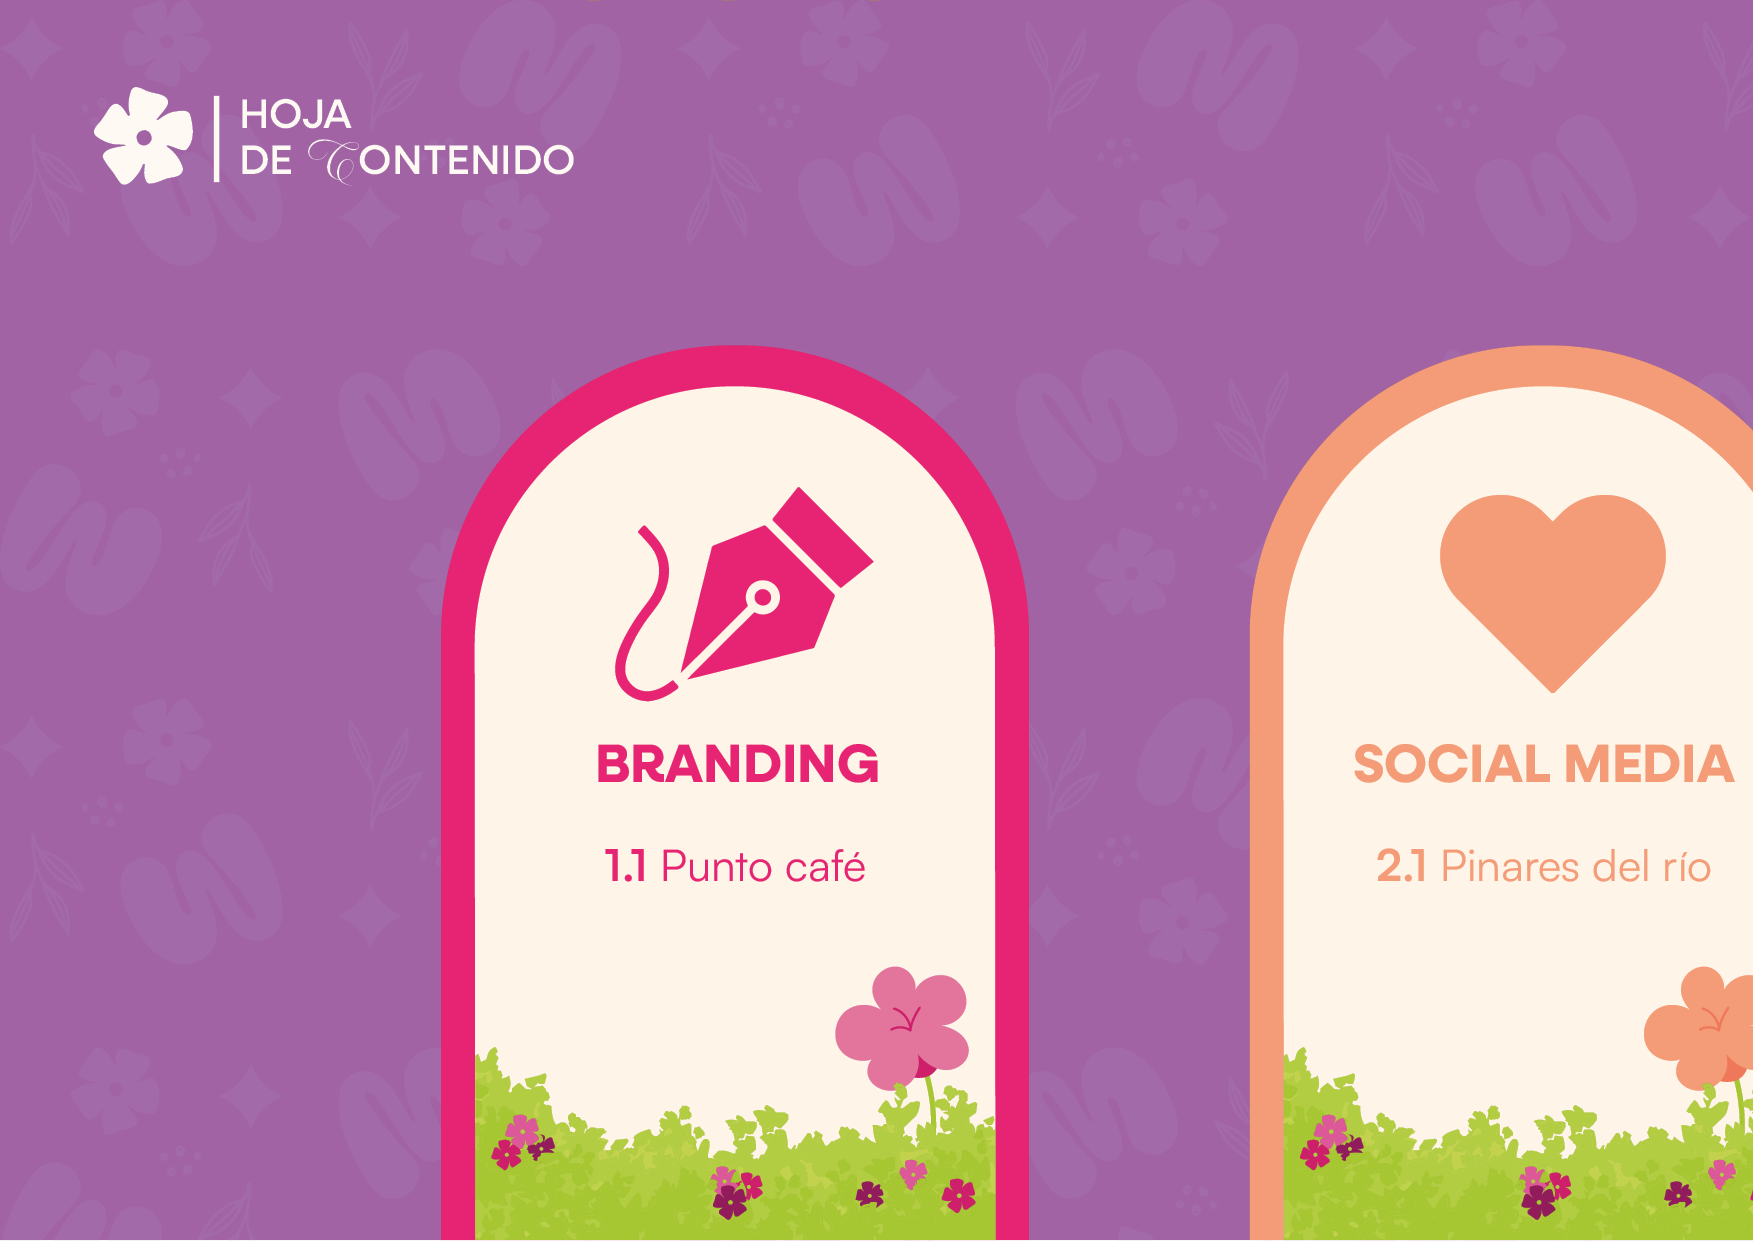 HOJA
DE CONTENIDO
BRANDING
1.1 Punto café
SOCIAL MEDIA
2.1 Pinares del río